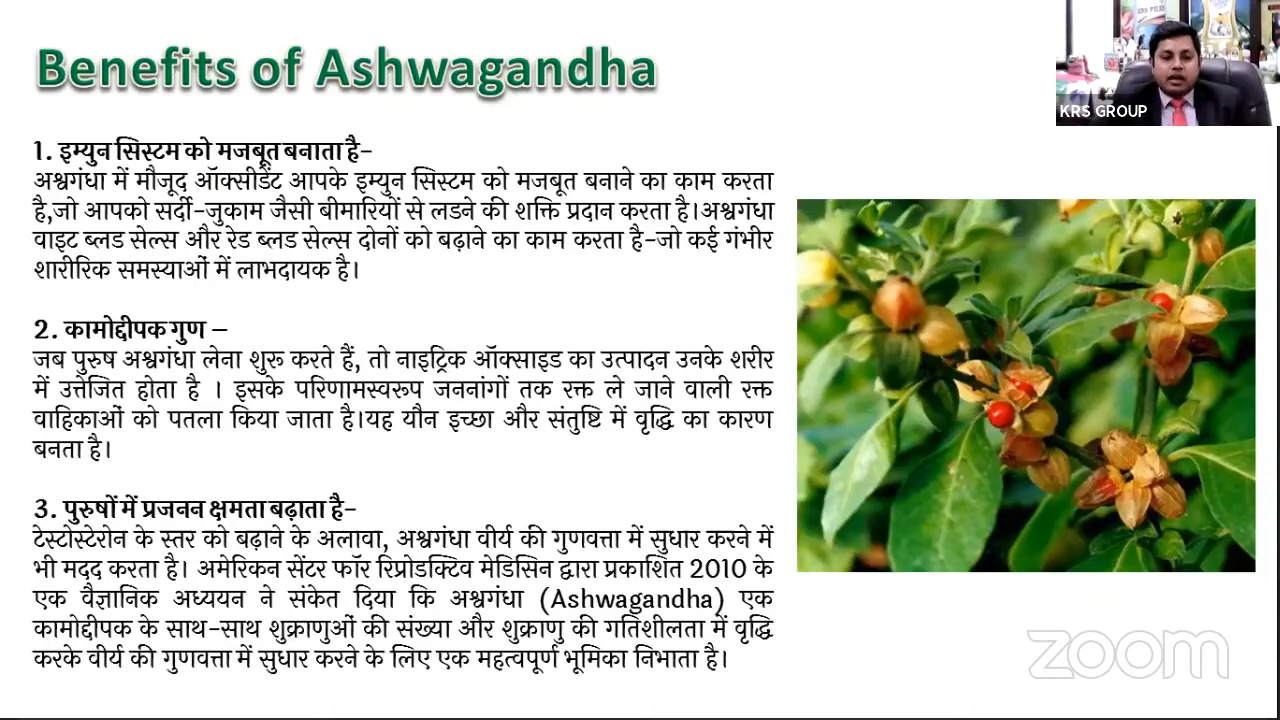 Benefits of Ashwagandha
KRS GROUP
1. इम्युन सिस्टम को मजबूत बनाता है-
अश्वगंधा में मौजूद ऑक्सीडेंट आपके इम्युन सिस्टम को मजबूत बनाने का काम करता
है,जो आपको सर्दी-जुकाम जैसी बीमारियों से लडने की शक्ति प्रदान करता है।अश्वगंधा
वाइट ब्लड सेल्स और रेड ब्लड सेल्स दोनों को बढ़ाने का काम करता है-जो कई गंभीर
शारीरिक समस्याओं में लाभदायक है।
2. कामोद्दीपक गुण –
जब पुरुष अश्वगंधा लेना शुरू करते हैं, तो नाइट्रिक ऑक्साइड का उत्पादन उनके शरीर
में उत्तेजित होता है । इसके परिणामस्वरूप जननांगों तक रक्त ले जाने वाली रक्त
वाहिकाओं को पतला किया जाता है।यह यौन इच्छा और संतुष्टि में वृद्धि का कारण
बनता है।
3. पुरुषों में प्रजनन क्षमता बढ़ाता है-
टेस्टोस्टेरोन के स्तर को बढ़ाने के अलावा, अश्वगंधा वीर्य की गुणवत्ता में सुधार करने में
भी मदद करता है। अमेरिकन सेंटर फॉर रिप्रोडक्टिव मेडिसिन द्वारा प्रकाशित 2010 के
एक वैज्ञानिक अध्ययन ने संकेत दिया कि अश्वगंधा (Ashwagandha) एक
कामोद्दीपक के साथ-साथ शुक्राणुओं की संख्या और शुक्राणु की गतिशीलता में वृद्धि
करके वीर्य की गुणवत्ता में सुधार करने के लिए एक महत्वपूर्ण भूमिका निभाता है।
zoom